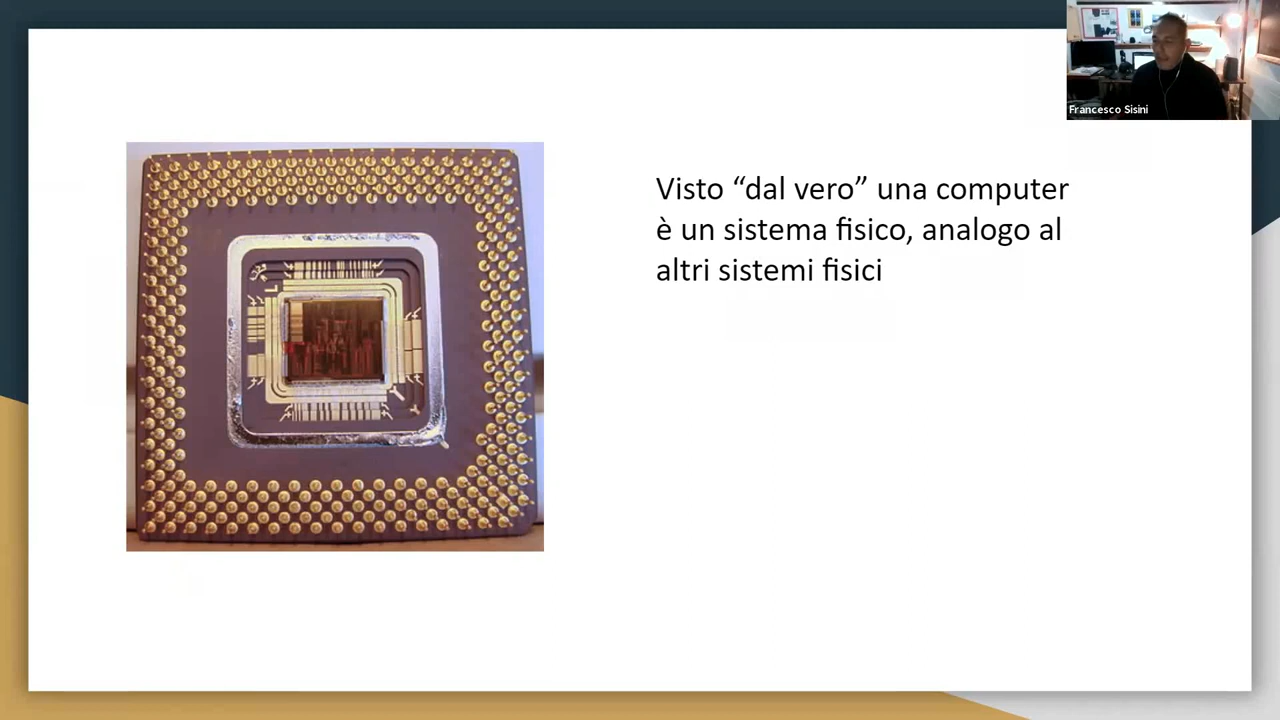 Francesco Sisini
Visto “dal vero” una computer
è un sistema fisico, analogo al
altri sistemi fisici